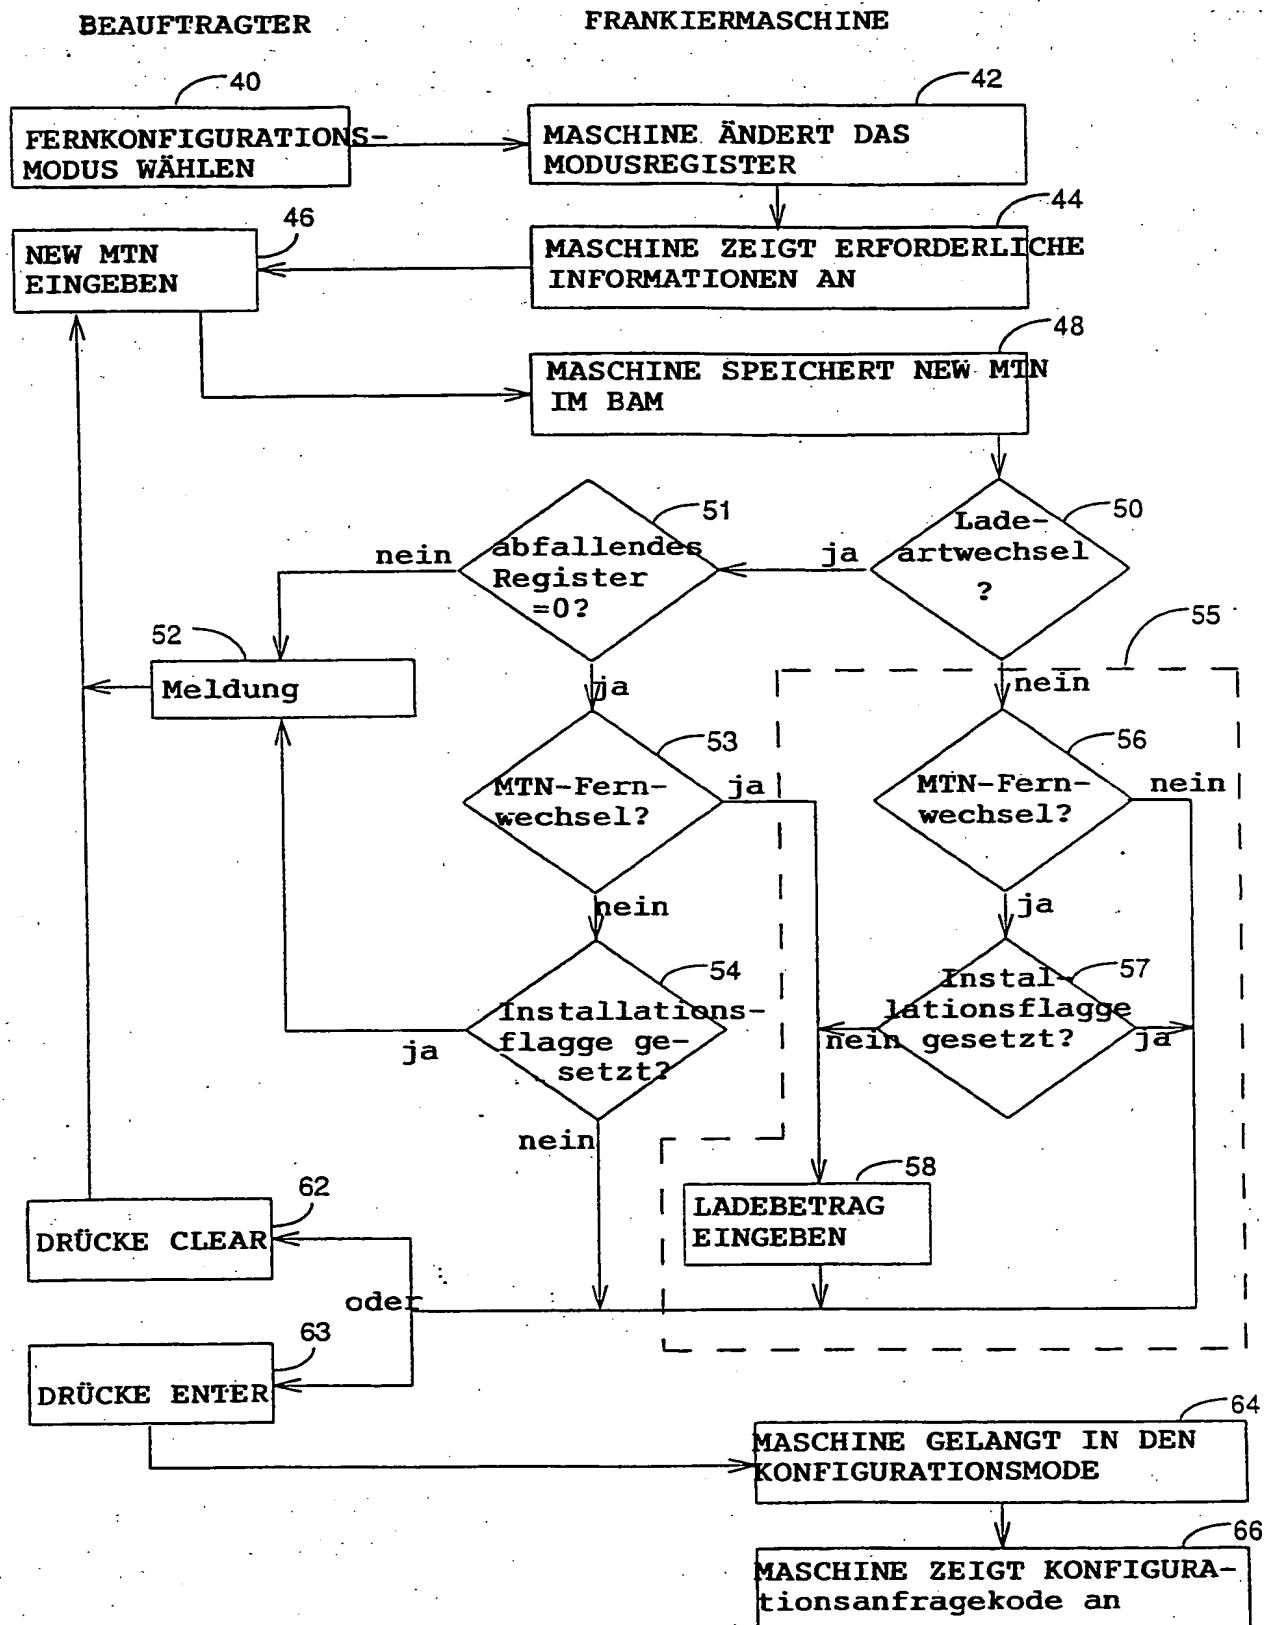 BEAUFTRAGTER
FRANKIERMASCHINE
40
42
FERNKONFIGURATIONS-
MODUS WÄHLEN
MASCHINE ÄNDERT DAS
MODUSREGISTER
46
44
NEW MTN
EINGEBEN
MASCHINE ZEIGT ERFORDERLICHE
INFORMATIONEN AN
48
MASCHINE SPEICHERT NEW MTN
IM BAM
51
50
abfallendes
Register
=0?
nein
ja
Lade-
artwechsel
?
52
55
Meldung
ja
nein
53
56
MTN-Fern-
wechsel?
ja
MTN-Fern-
wechsel?
nein
nein
ja
54
57
Installations-
flagge ge-
setzt?
ja
Instal-
lationsflagge
gesetzt?
nein
ja
nein
58
62
LADEBETRAG
EINGEBEN
DRÜCKE CLEAR
oder
63
DRÜCKE ENTER
64
MASCHINE GELANGT IN DEN
KONFIGURATIONSMODE
66
MASCHINE ZEIGT KONFIGURA-
tionsanfragekode an